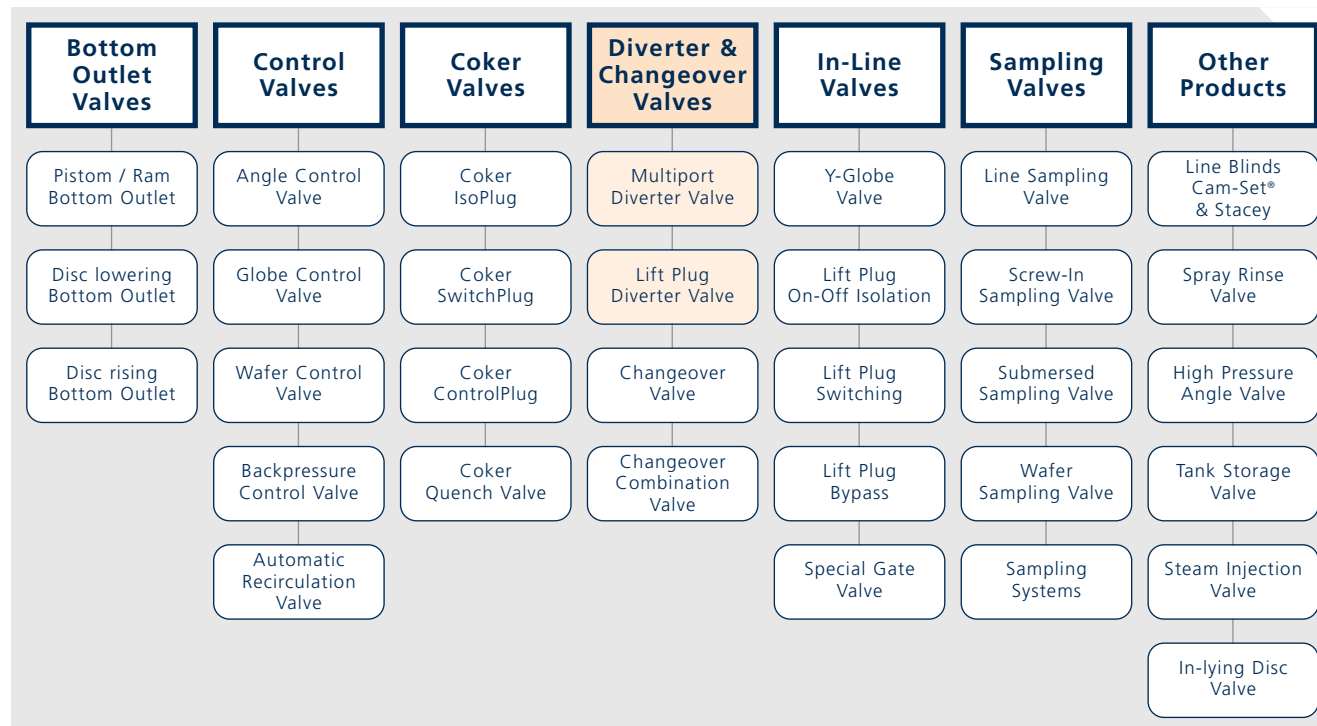 Bottom
Outlet
Valves
Pistom / Ram
Bottom Outlet
Disc lowering
Bottom Outlet
Disc rising
Bottom Outlet
Control
Valves
Angle Control
Valve
Globe Control
Valve
Wafer Control
Valve
Backpressure
Control Valve
Automatic
Recirculation
Valve
Coker
Valves
Coker
IsoPlug
Coker
SwitchPlug
Coker
ControlPlug
Coker
Quench Valve
Diverter &
Changeover
Valves
Multiport
Diverter Valve
Lift Plug
Diverter Valve
Changeover
Valve
Changeover
Combination
Valve
In-Line
Valves
Y-Globe
Valve
Lift Plug
On-Off Isolation
Lift Plug
Switching
Lift Plug
Bypass
Special Gate
Valve
Sampling
Valves
Line Sampling
Valve
Screw-In
Sampling Valve
Submersed
Sampling Valve
Wafer
Sampling Valve
Sampling
Systems
Other
Products
Line Blinds
Cam-Set®
& Stacey
Spray Rinse
Valve
High Pressure
Angle Valve
Tank Storage
Valve
Steam Injection
Valve
In-lying Disc
Valve